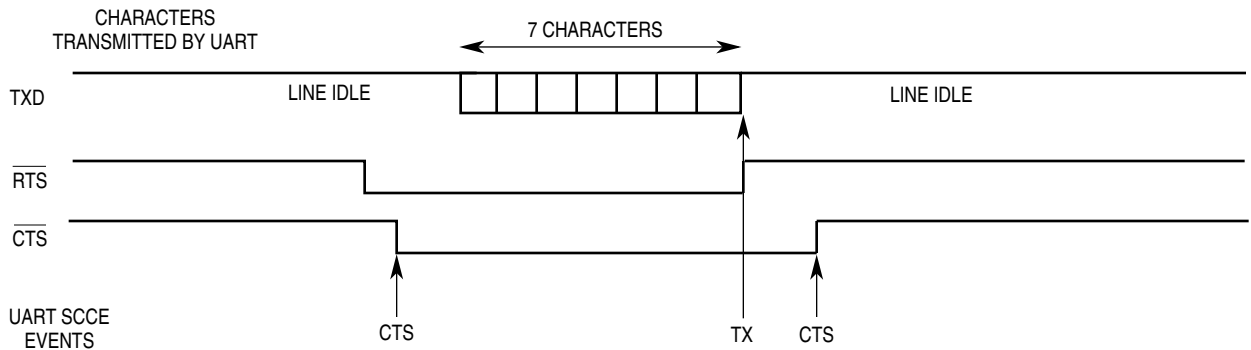 CHARACTERS
TRANSMITTED BY UART
7 CHARACTERS
TXD
LINE IDLE
LINE IDLE
RTS
CTS
UART SCCE
EVENTS
CTS
TX
CTS